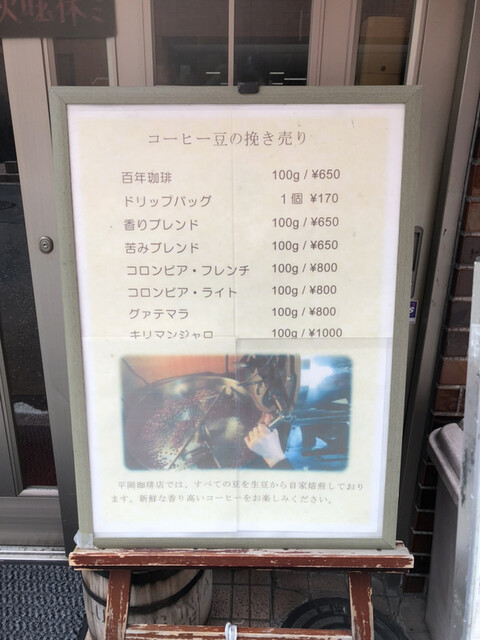 コーヒー豆の挽き売り
百年珈琲 100g / ¥650
ドリップバッグ 1個 ¥170
香りブレンド 100g / ¥650
苦みブレンド 100g / ¥650
コロンビア・フレンチ 100g / ¥800
コロンビア・ライト 100g / ¥800
グァテマラ 100g / ¥800
キリマンジャロ 100g / ¥1000
平岡珈琲店では、すべての豆を生豆から自家焙煎しており
ます。新鮮な香り高いコーヒーをお楽しみください。